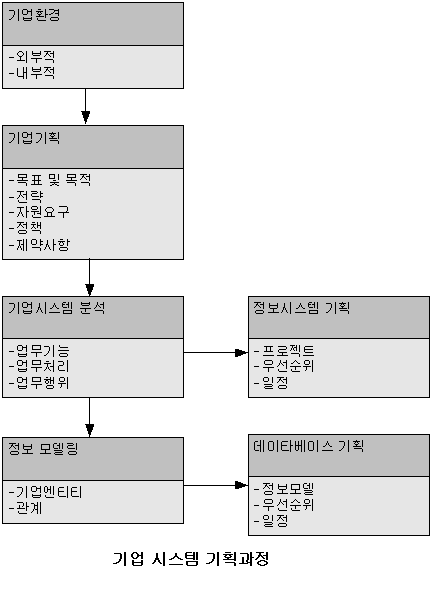 기업환경
-외부적
-내부적
기업기획
-목표 및 목적
-전략
-자원요구
-정책
-제약사항
기업시스템 분석
-업무기능
-업무처리
-업무행위
정보시스템 기획
-프로젝트
-우선순위
-일정
정보 모델링
-기업엔티티
-관계
데이타베이스 기획
-정보모델
-우선순위
-일정
기업 시스템 기획과정